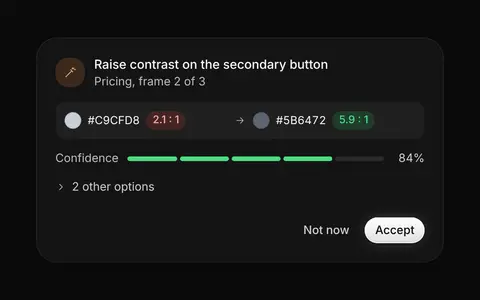 Raise contrast on the secondary button
Pricing, frame 2 of 3
#C9CFD8 2.1 : 1 → #5B6472 5.9 : 1
Confidence 84%
2 other options
Not now Accept